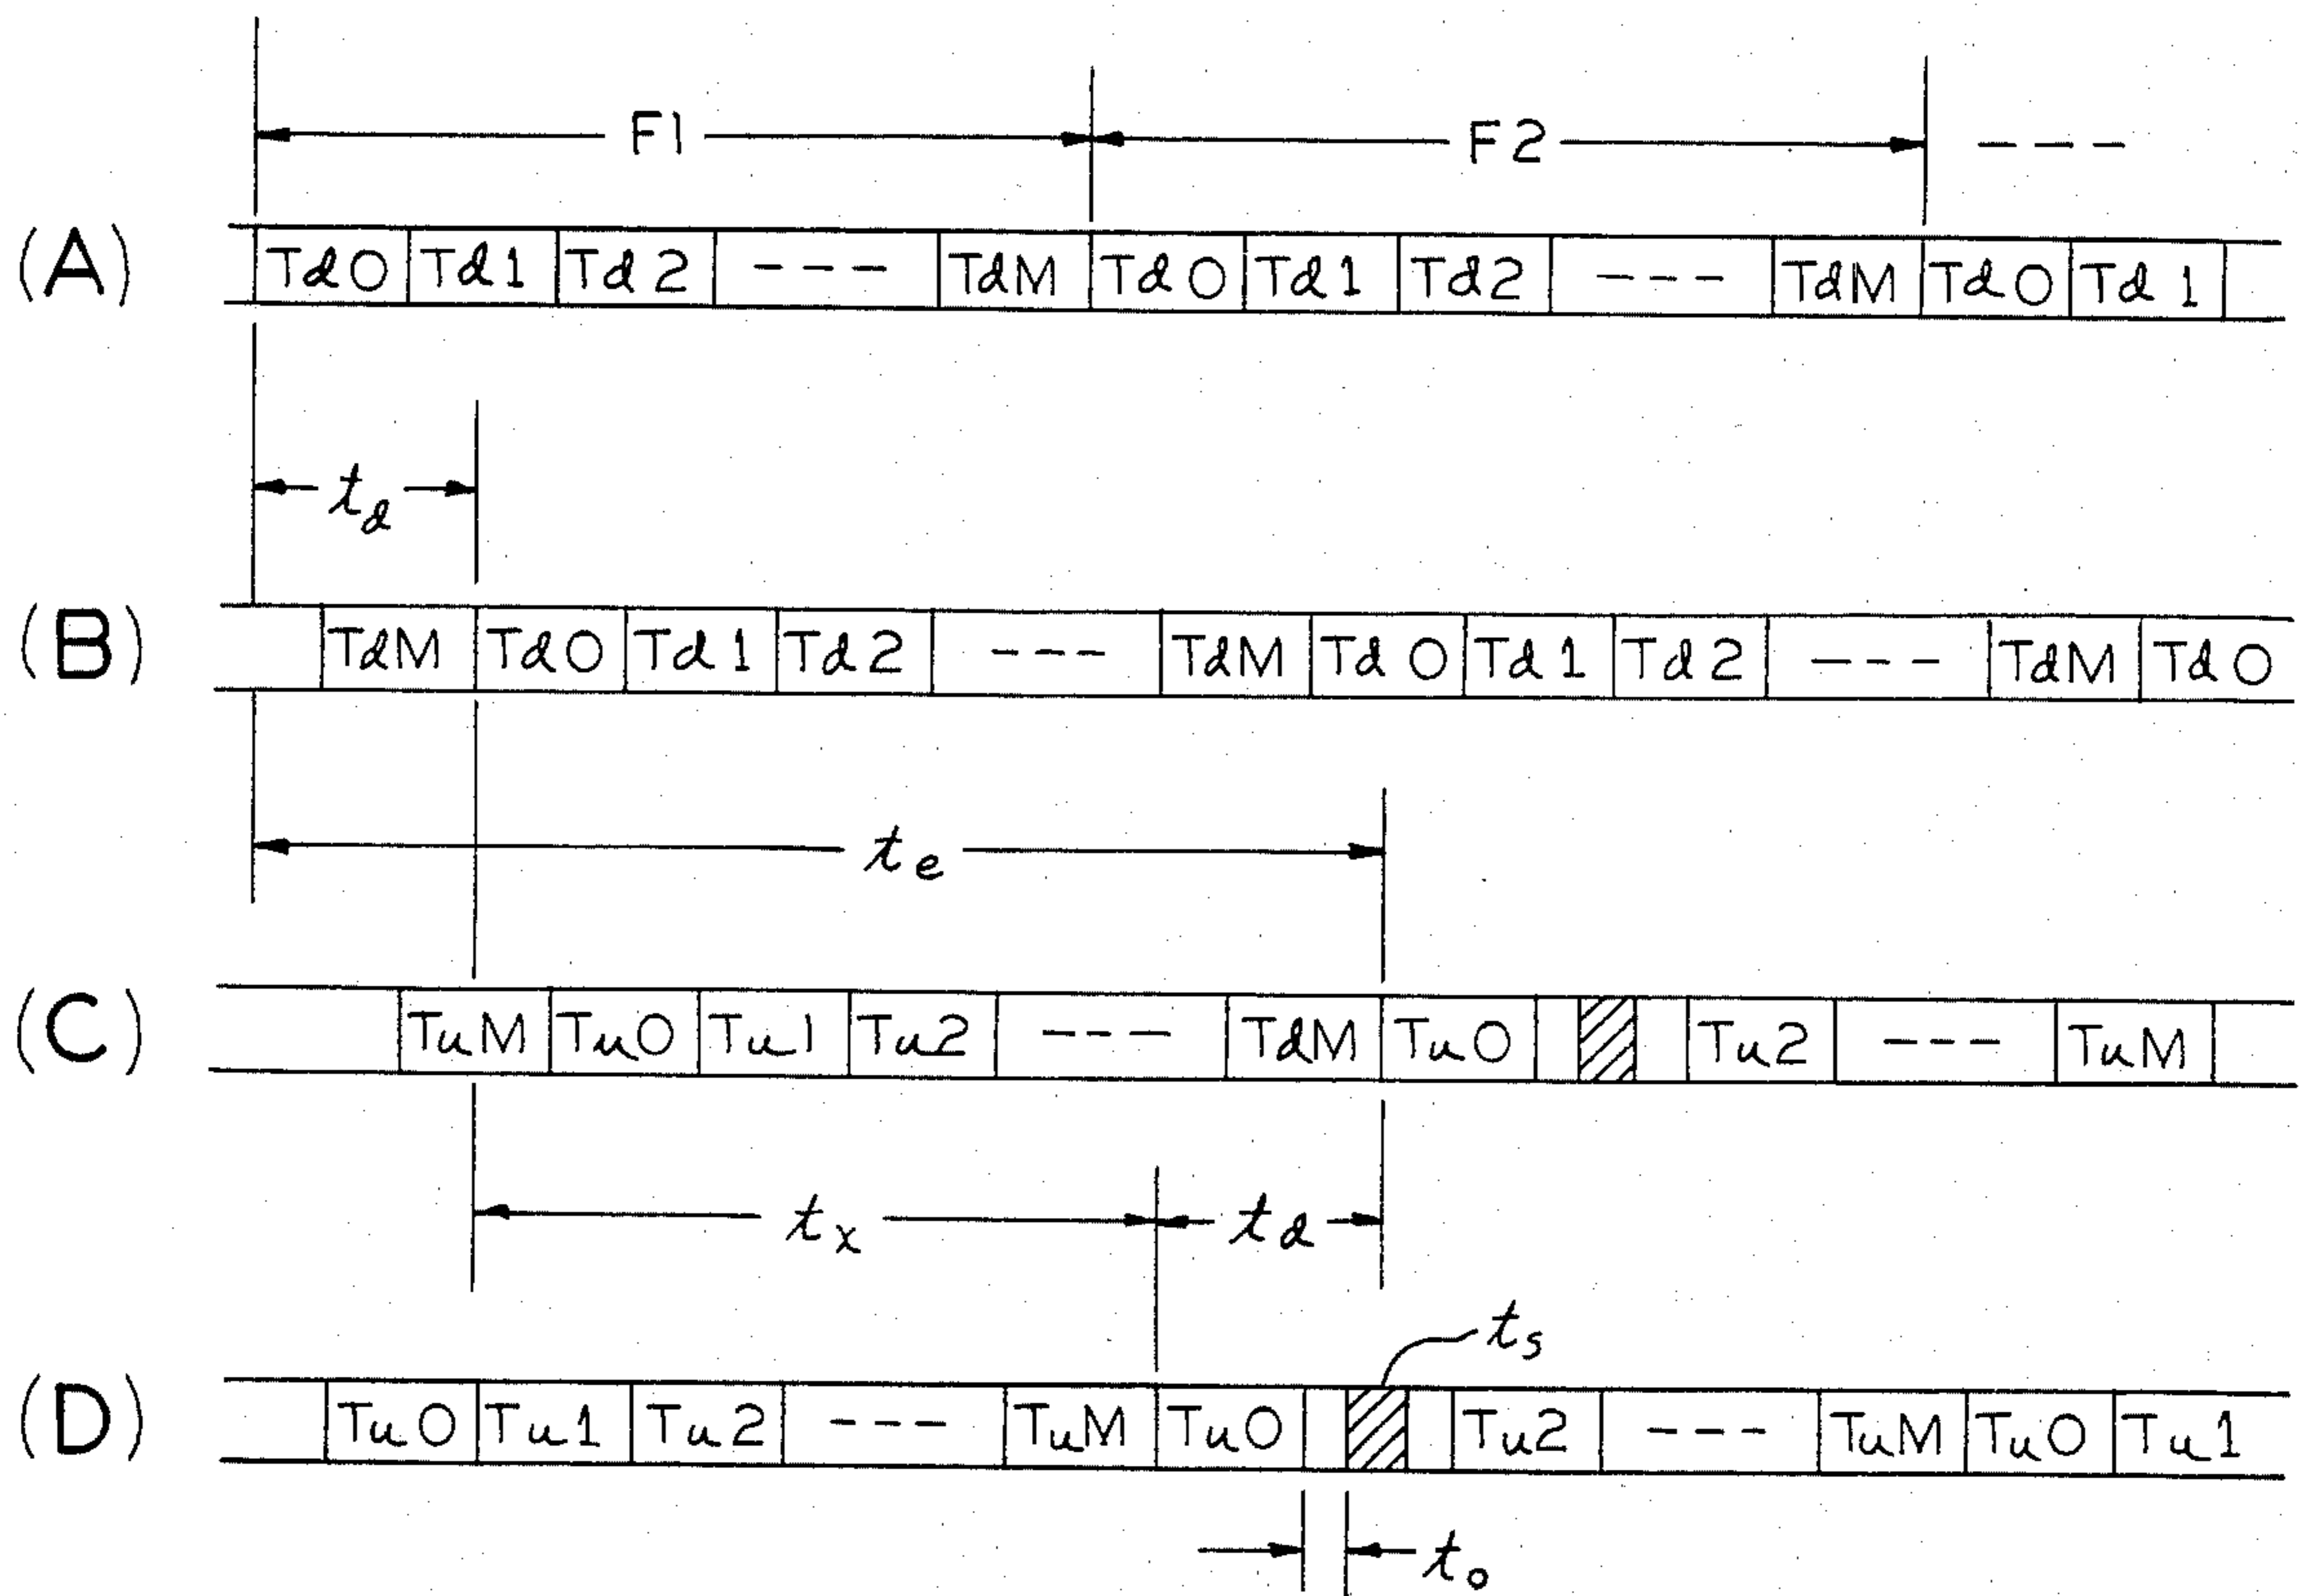 F1 F2 ---
(A) Td0 Td1 Td2 --- TdM Td0 Td1 Td2 --- TdM Td0 Td1
td
(B) TdM Td0 Td1 Td2 --- TdM Td0 Td1 Td2 --- TdM Td0
te
(C) TuM Tu0 Tu1 Tu2 --- TdM Tu0 Tu2 --- TuM
tx td
ts
(D) Tu0 Tu1 Tu2 --- TuM Tu0 Tu2 --- TuM Tu0 Tu1
to